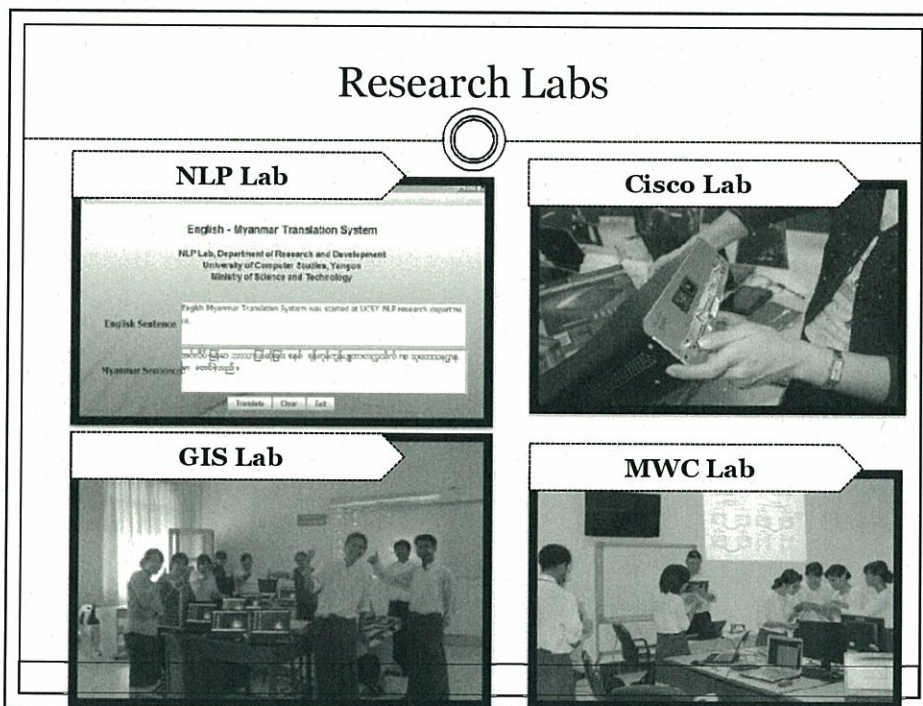 Research Labs
NLP Lab
English - Myanmar Translation System
NLP Lab, Department of Research and Development
University of Computer Studies, Yangon
Ministry of Science and Technology
English Sentence
English-Myanmar Translation System was started at UCSY NLP research departme
Myanmar Sentence
Translate Clear Exit
Cisco Lab
GIS Lab
MWC Lab